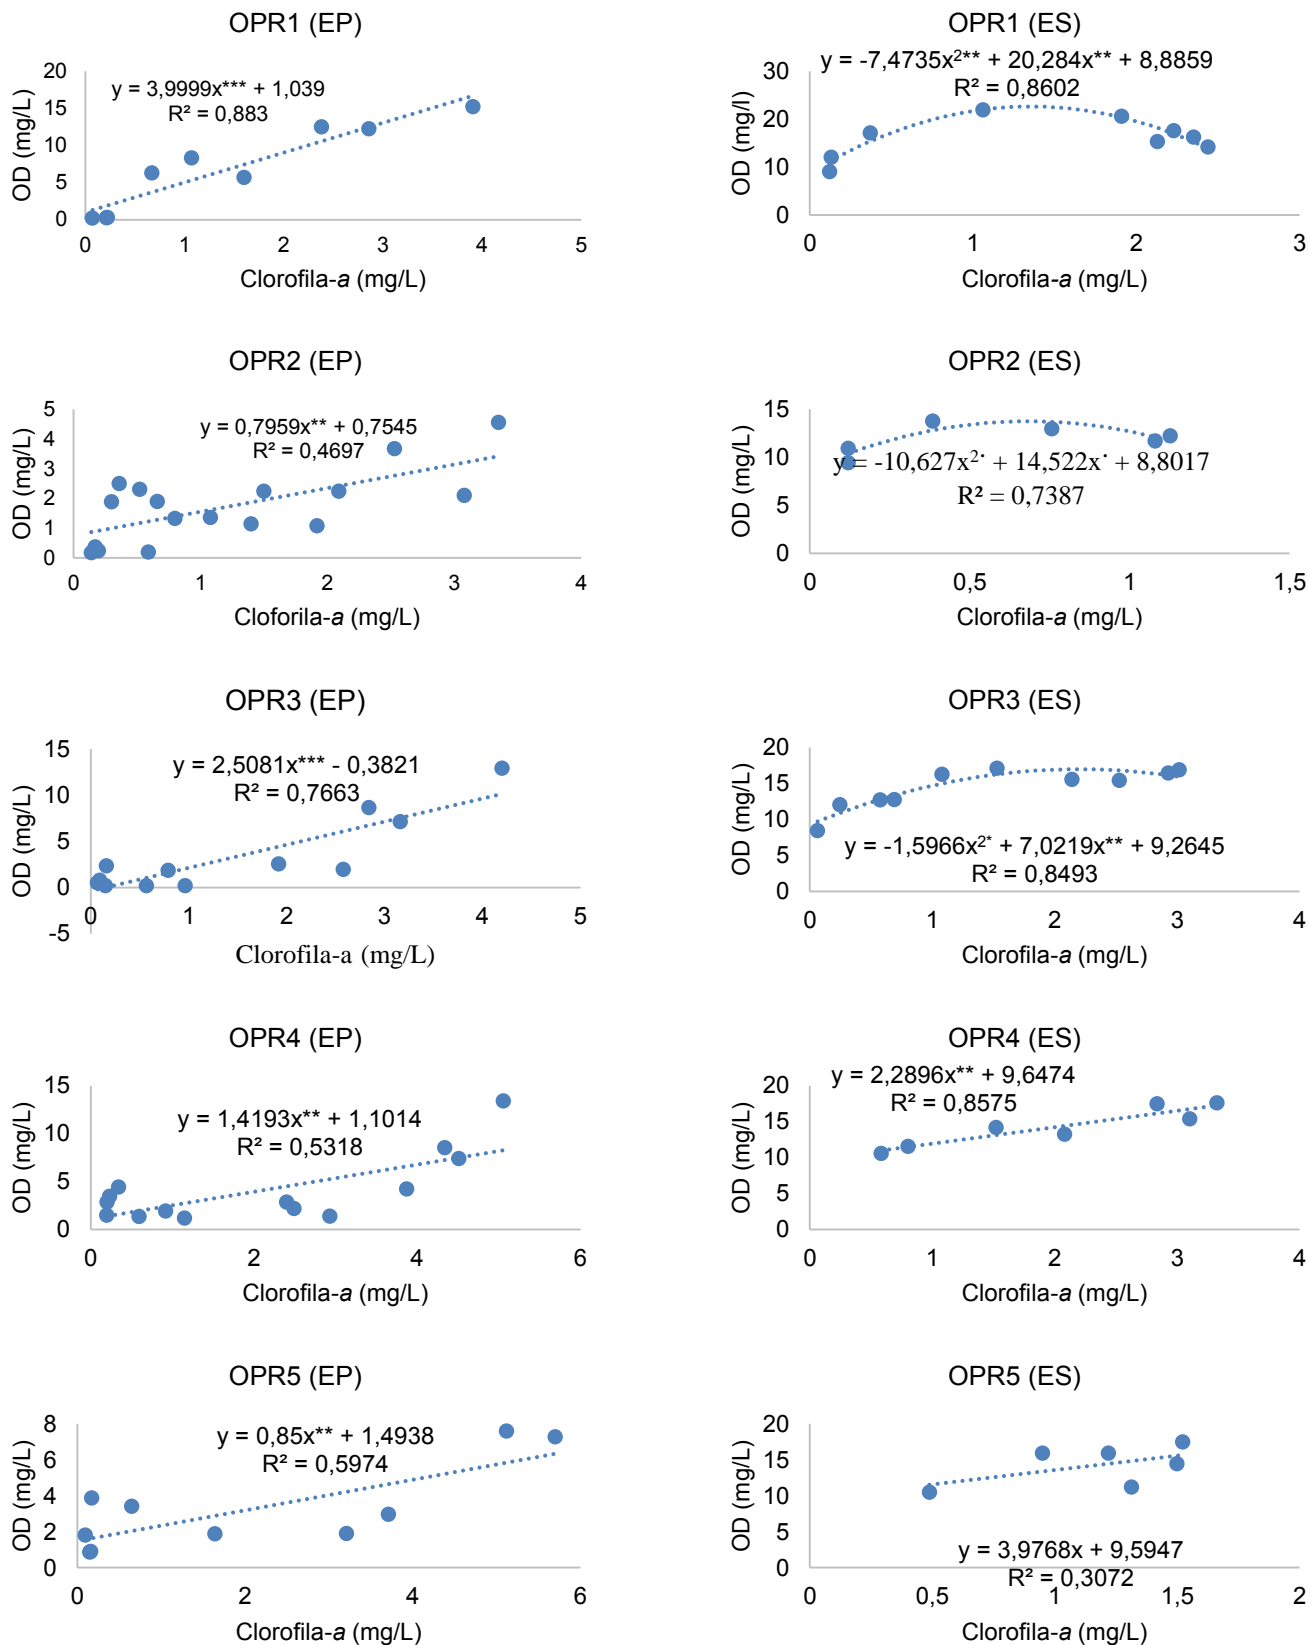 OPR1 (EP)
y = 3,9999x*** + 1,039
R² = 0,883
OD (mg/L)
20
15
10
5
0
0 1 2 3 4 5
Clorofila-a (mg/L)
OPR1 (ES)
y = -7,4735x²** + 20,284x** + 8,8859
R² = 0,8602
OD (mg/l)
30
20
10
0
0 1 2 3
Clorofila-a (mg/L)
OPR2 (EP)
y = 0,7959x** + 0,7545
R² = 0,4697
OD (mg/L)
5
4
3
2
1
0
0 1 2 3 4
Cloforila-a (mg/L)
OPR2 (ES)
y = -10,627x²˙ + 14,522x˙ + 8,8017
R² = 0,7387
OD (mg/L)
15
10
5
0
0 0,5 1 1,5
Clorofila-a (mg/L)
OPR3 (EP)
y = 2,5081x*** - 0,3821
R² = 0,7663
OD (mg/L)
15
10
5
0
-5
0 1 2 3 4 5
Clorofila-a (mg/L)
OPR3 (ES)
y = -1,5966x²* + 7,0219x** + 9,2645
R² = 0,8493
OD (mg/L)
20
15
10
5
0
0 1 2 3 4
Clorofila-a (mg/L)
OPR4 (EP)
y = 1,4193x** + 1,1014
R² = 0,5318
OD (mg/L)
15
10
5
0
0 2 4 6
Clorofila-a (mg/L)
OPR4 (ES)
y = 2,2896x** + 9,6474
R² = 0,8575
OD (mg/L)
20
15
10
5
0
0 1 2 3 4
Clorofila-a (mg/L)
OPR5 (EP)
y = 0,85x** + 1,4938
R² = 0,5974
OD (mg/L)
8
6
4
2
0
0 2 4 6
Clorofila-a (mg/L)
OPR5 (ES)
y = 3,9768x + 9,5947
R² = 0,3072
OD (mg/L)
20
15
10
5
0
0 0,5 1 1,5 2
Clorofila-a (mg/L)